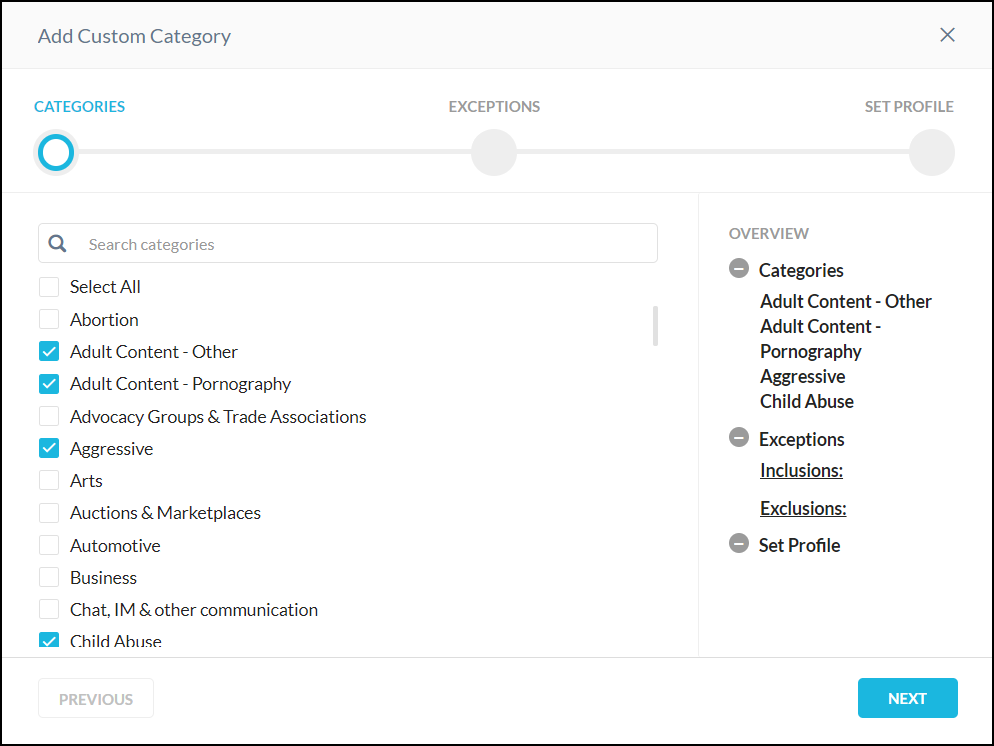 Add Custom Category
CATEGORIES
EXCEPTIONS
SET PROFILE
Search categories
Select All
Abortion
Adult Content - Other
Adult Content - Pornography
Advocacy Groups & Trade Associations
Aggressive
Arts
Auctions & Marketplaces
Automotive
Business
Chat, IM & other communication
Child Abuse
OVERVIEW
Categories
Adult Content - Other
Adult Content -
Pornography
Aggressive
Child Abuse
Exceptions
Inclusions:
Exclusions:
Set Profile
PREVIOUS
NEXT